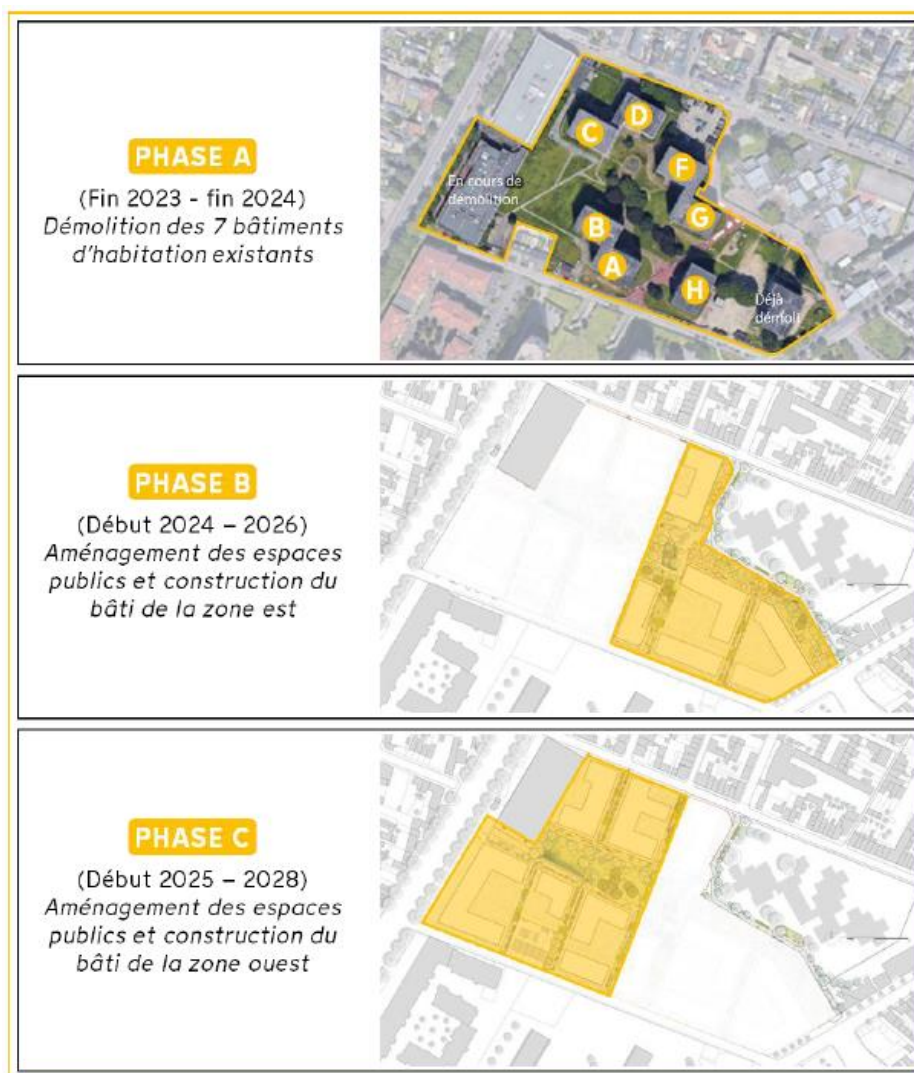 PHASE A
(Fin 2023 - fin 2024)
Démolition des 7 bâtiments
d'habitation existants
En cours de
démolition
D
C
F
G
B
A
H
Déjà
démoli
PHASE B
(Début 2024 – 2026)
Aménagement des espaces
publics et construction du
bâti de la zone est
PHASE C
(Début 2025 – 2028)
Aménagement des espaces
publics et construction du
bâti de la zone ouest